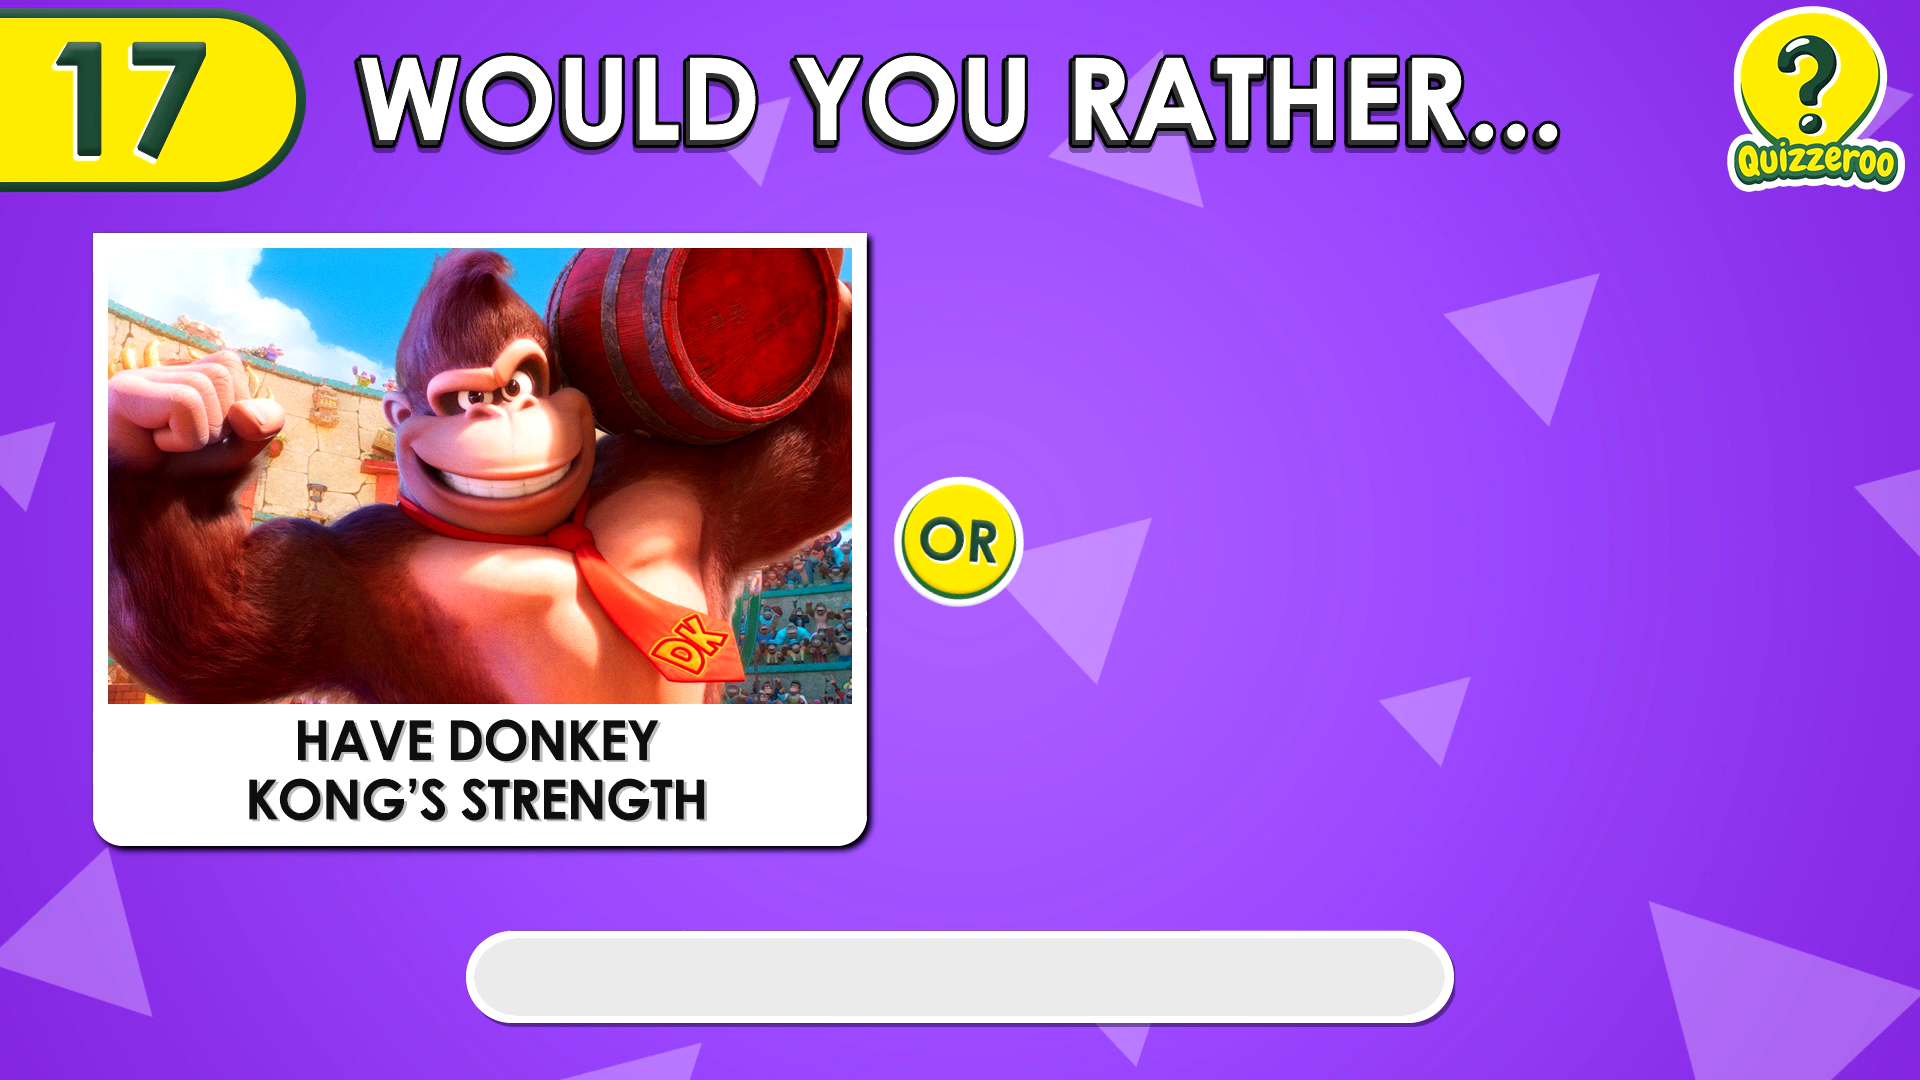 17
WOULD YOU RATHER...
?
Quizzeroo
DK
OR
HAVE DONKEY
KONG’S STRENGTH